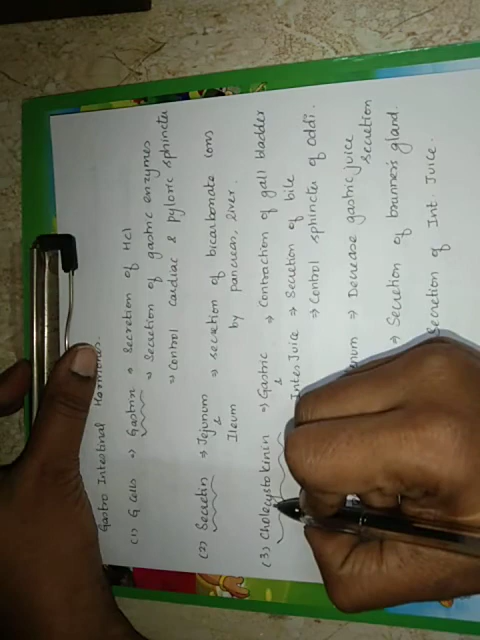 Gastro Intestinal Hormones.
(1) G Cells ⇒ Gastrin ⇒ Secretion of HCl
⇒ Secretion of gastric enzymes
⇒ Control cardiac & pyloric sphincter
(2) Secretin ⇒ Jejunum & Ileum ⇒ secretion of bicarbonate ions
by pancreas, liver.
(3) Cholecystokinin ⇒ Gastric & Intes Juice ⇒ Contraction of gall bladder
⇒ Secretion of bile
⇒ Control sphincter of oddi.
num ⇒ Decrease gastric juice secretion
⇒ Secretion of brunner's gland.
secretion of Int. Juice.